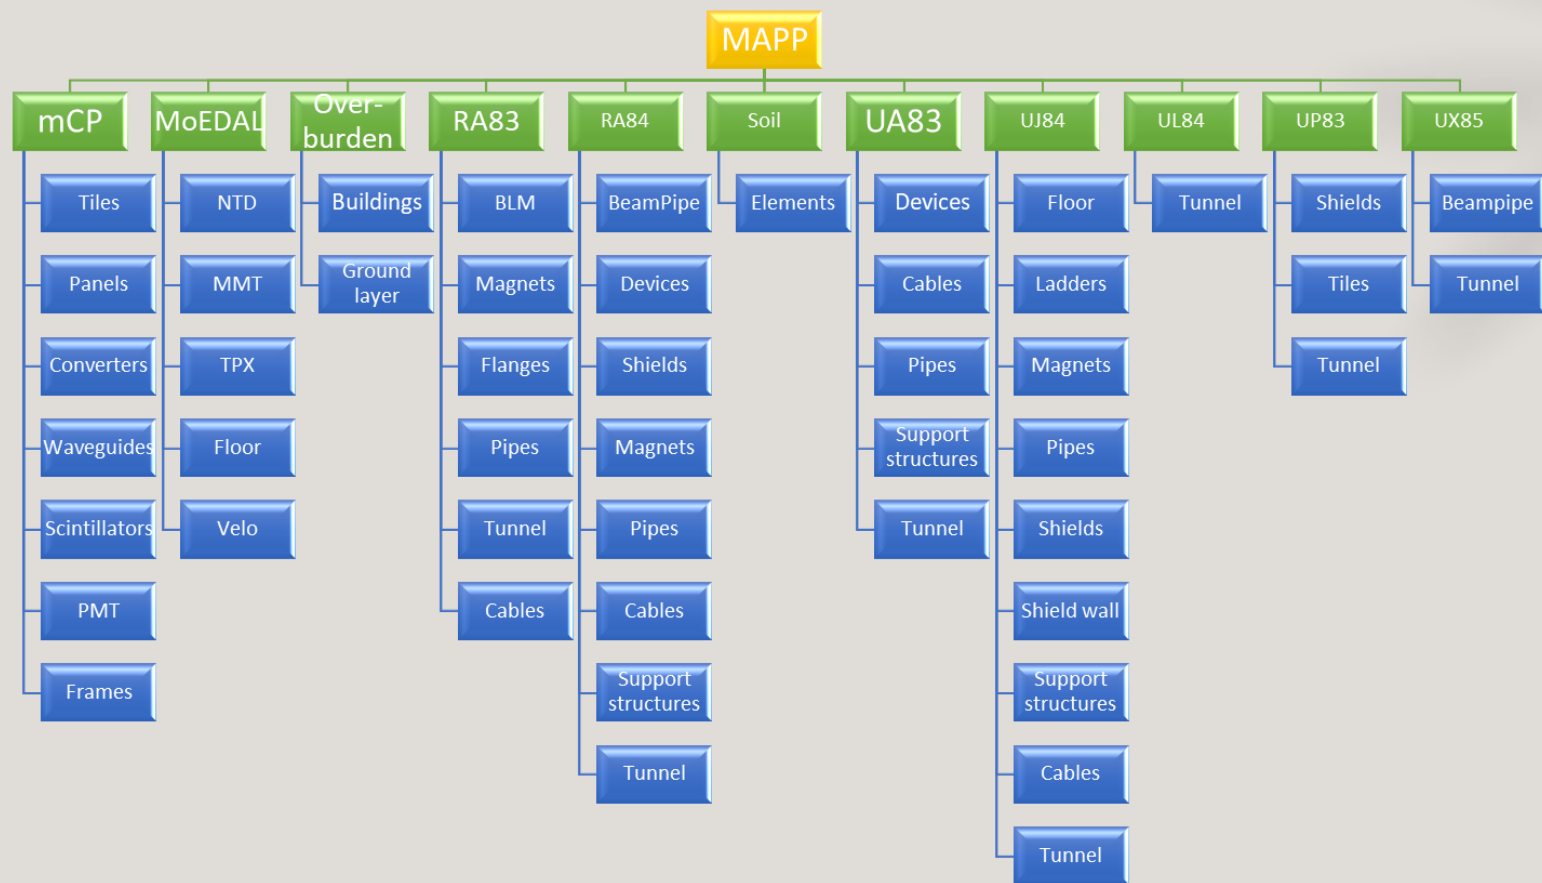 MAPP
mCP
Tiles
Panels
Converters
Waveguides
Scintillators
PMT
Frames
MoEDAL
NTD
MMT
TPX
Floor
Velo
Over-
burden
Buildings
Ground
layer
RA83
BLM
Magnets
Flanges
Pipes
Tunnel
Cables
RA84
BeamPipe
Devices
Shields
Magnets
Pipes
Cables
Support
structures
Tunnel
Soil
Elements
UA83
Devices
Cables
Pipes
Support
structures
Tunnel
UJ84
Floor
Ladders
Magnets
Pipes
Shields
Shield wall
Support
structures
Cables
Tunnel
UL84
Tunnel
UP83
Shields
Tiles
Tunnel
UX85
Beampipe
Tunnel